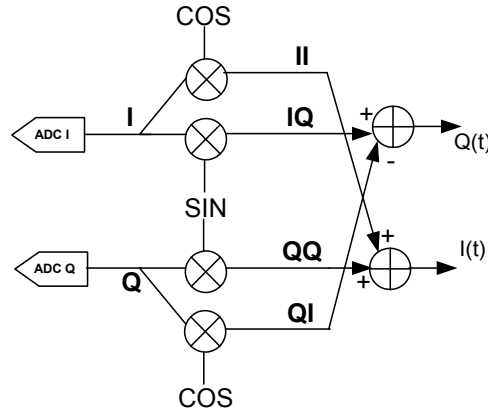 COS
II
ADC I
I
IQ
+
-
Q(t)
SIN
ADC Q
Q
QQ
+
+
I(t)
QI
COS